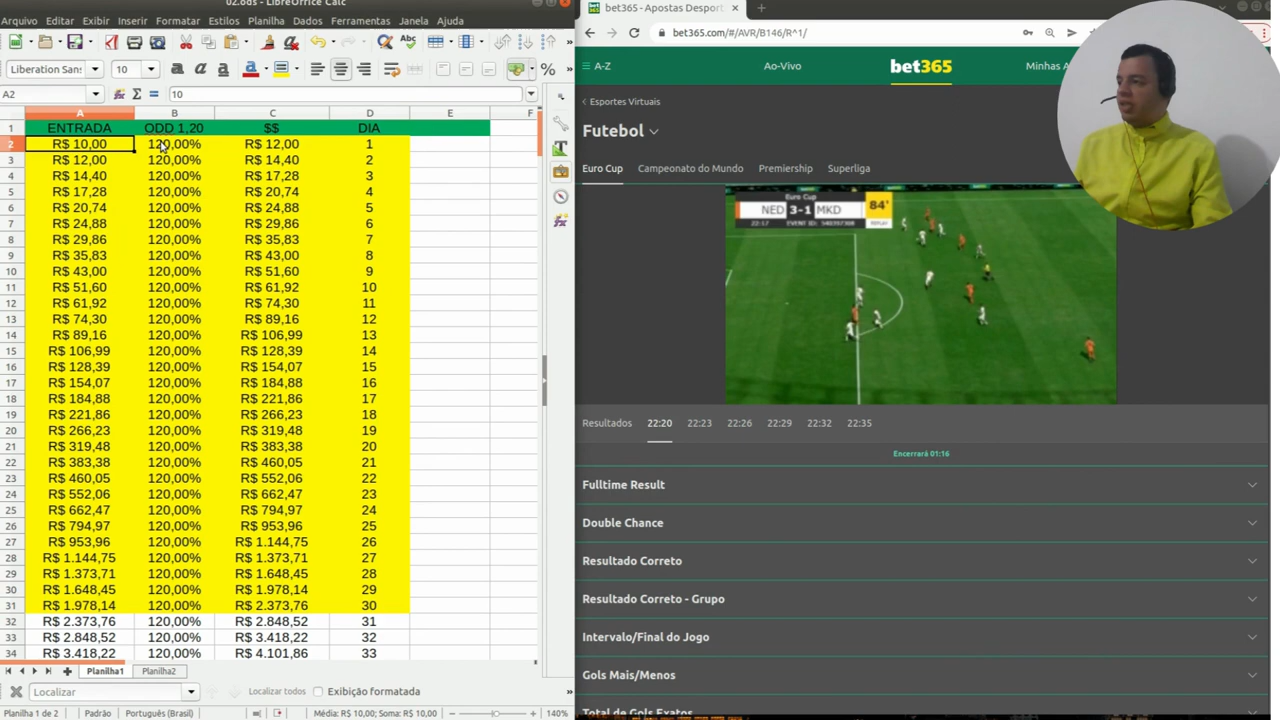 02.ods - LibreOffice Calc
Arquivo Editar Exibir Inserir Formatar Estilos Planilha Dados Ferramentas Janela Ajuda
Liberation Sans 10
A2 10
A B C D E F
1 ENTRADA ODD 1,20 $$ DIA
2 R$ 10,00 120,00% R$ 12,00 1
3 R$ 12,00 120,00% R$ 14,40 2
4 R$ 14,40 120,00% R$ 17,28 3
5 R$ 17,28 120,00% R$ 20,74 4
6 R$ 20,74 120,00% R$ 24,88 5
7 R$ 24,88 120,00% R$ 29,86 6
8 R$ 29,86 120,00% R$ 35,83 7
9 R$ 35,83 120,00% R$ 43,00 8
10 R$ 43,00 120,00% R$ 51,60 9
11 R$ 51,60 120,00% R$ 61,92 10
12 R$ 61,92 120,00% R$ 74,30 11
13 R$ 74,30 120,00% R$ 89,16 12
14 R$ 89,16 120,00% R$ 106,99 13
15 R$ 106,99 120,00% R$ 128,39 14
16 R$ 128,39 120,00% R$ 154,07 15
17 R$ 154,07 120,00% R$ 184,88 16
18 R$ 184,88 120,00% R$ 221,86 17
19 R$ 221,86 120,00% R$ 266,23 18
20 R$ 266,23 120,00% R$ 319,48 19
21 R$ 319,48 120,00% R$ 383,38 20
22 R$ 383,38 120,00% R$ 460,05 21
23 R$ 460,05 120,00% R$ 552,06 22
24 R$ 552,06 120,00% R$ 662,47 23
25 R$ 662,47 120,00% R$ 794,97 24
26 R$ 794,97 120,00% R$ 953,96 25
27 R$ 953,96 120,00% R$ 1.144,75 26
28 R$ 1.144,75 120,00% R$ 1.373,71 27
29 R$ 1.373,71 120,00% R$ 1.648,45 28
30 R$ 1.648,45 120,00% R$ 1.978,14 29
31 R$ 1.978,14 120,00% R$ 2.373,76 30
32 R$ 2.373,76 120,00% R$ 2.848,52 31
33 R$ 2.848,52 120,00% R$ 3.418,22 32
34 R$ 3.418,22 120,00% R$ 4.101,86 33
Planilha1 Planilha2
Localizar Localizar todos Exibição formatada
Planilha 1 de 2 Padrão Português (Brasil) Média: R$ 10,00; Soma: R$ 10,00 140%
bet365 - Apostas Desport
bet365.com/#/AVR/B146/R^1/
A-Z Ao-Vivo bet365 Minhas A
Esportes Virtuais
Futebol
Euro Cup Campeonato do Mundo Premiership Superliga
Euro Cup
NED 3-1 MKD 84'
22:17 REPLAY
Resultados 22:20 22:23 22:26 22:29 22:32 22:35
Encerrará 01:16
Fulltime Result
Double Chance
Resultado Correto
Resultado Correto - Grupo
Intervalo/Final do Jogo
Gols Mais/Menos
Total de Gols Exatos